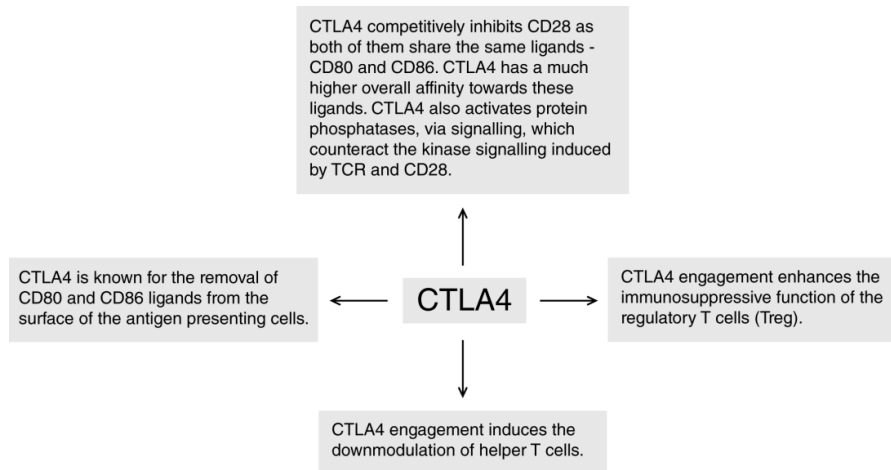 CTLA4 competitively inhibits CD28 as
both of them share the same ligands -
CD80 and CD86. CTLA4 has a much
higher overall affinity towards these
ligands. CTLA4 also activates protein
phosphatases, via signalling, which
counteract the kinase signalling induced
by TCR and CD28.
CTLA4 is known for the removal of
CD80 and CD86 ligands from the
surface of the antigen presenting cells.
CTLA4
CTLA4 engagement enhances the
immunosuppressive function of the
regulatory T cells (Treg).
CTLA4 engagement induces the
downmodulation of helper T cells.